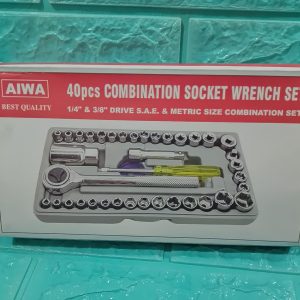 AIWA
BEST QUALITY
40pcs COMBINATION SOCKET WRENCH SET
1/4" & 3/8" DRIVE S.A.E. & METRIC SIZE COMBINATION SET